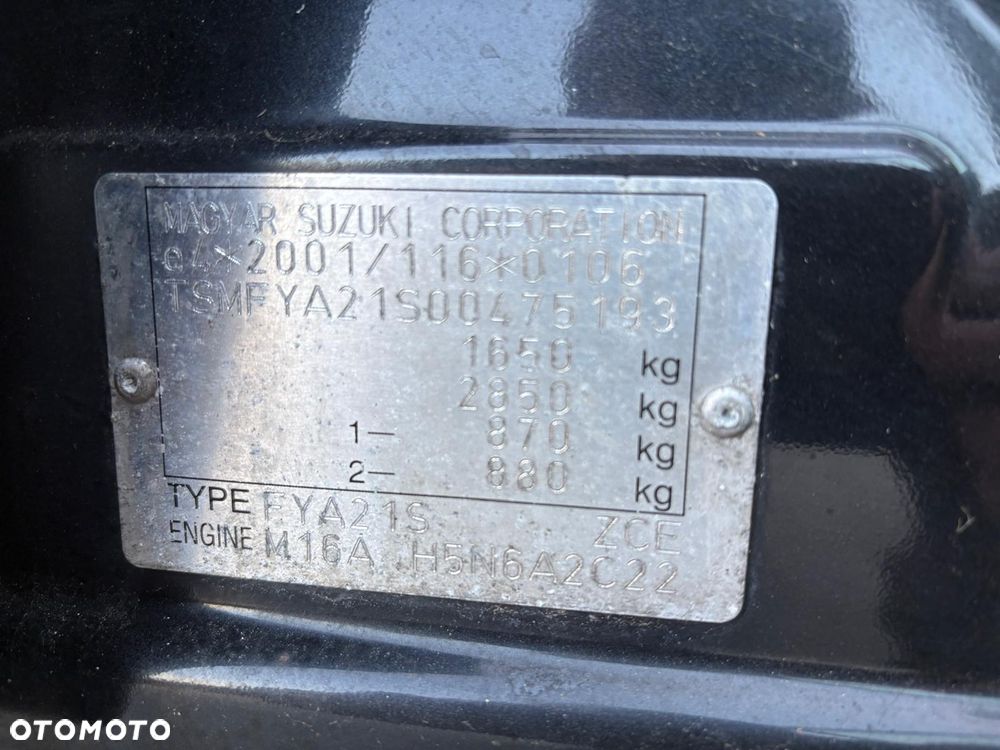 MAGYAR SUZUKI CORPORATION
e4*2001/116*0106
TSMFYA21S00475193
1650 kg
2850 kg
1– 870 kg
2– 880 kg
TYPE FYA21S ZCE
ENGINE M16A H5N6A2C22
OTOMOTO